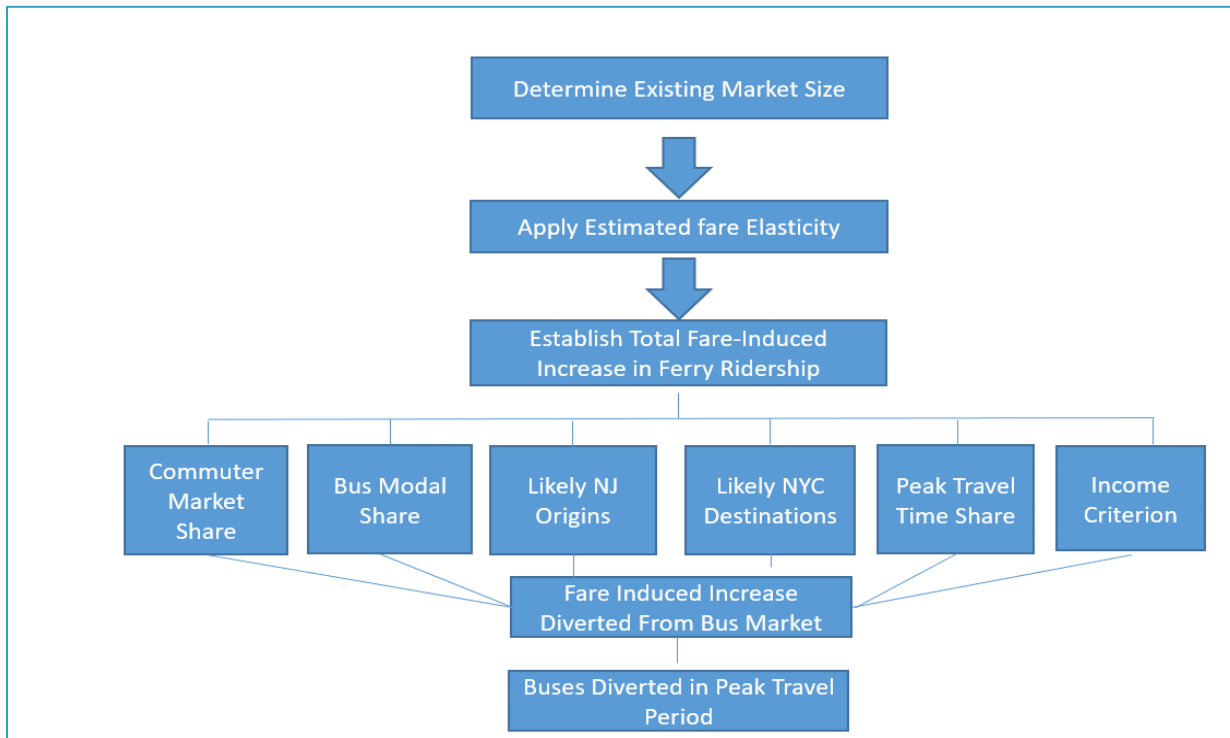 Determine Existing Market Size
Apply Estimated fare Elasticity
Establish Total Fare-Induced
Increase in Ferry Ridership
Commuter
Market
Share
Bus Modal
Share
Likely NJ
Origins
Likely NYC
Destinations
Peak Travel
Time Share
Income
Criterion
Fare Induced Increase
Diverted From Bus Market
Buses Diverted in Peak Travel
Period